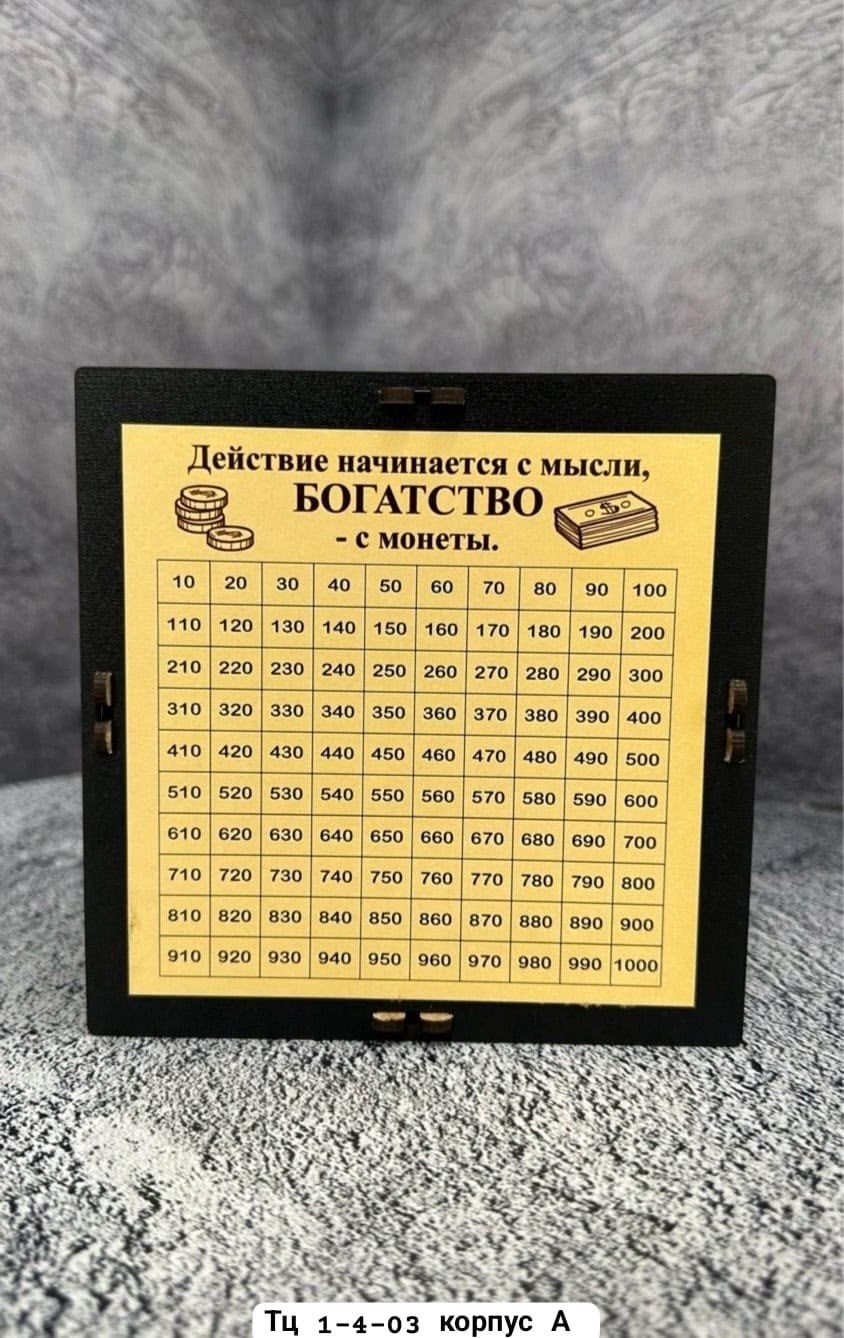 Действие начинается с мысли,
БОГАТСТВО
- с монеты.
10 20 30 40 50 60 70 80 90 100
110 120 130 140 150 160 170 180 190 200
210 220 230 240 250 260 270 280 290 300
310 320 330 340 350 360 370 380 390 400
410 420 430 440 450 460 470 480 490 500
510 520 530 540 550 560 570 580 590 600
610 620 630 640 650 660 670 680 690 700
710 720 730 740 750 760 770 780 790 800
810 820 830 840 850 860 870 880 890 900
910 920 930 940 950 960 970 980 990 1000
Тц 1-4-03 корпус А